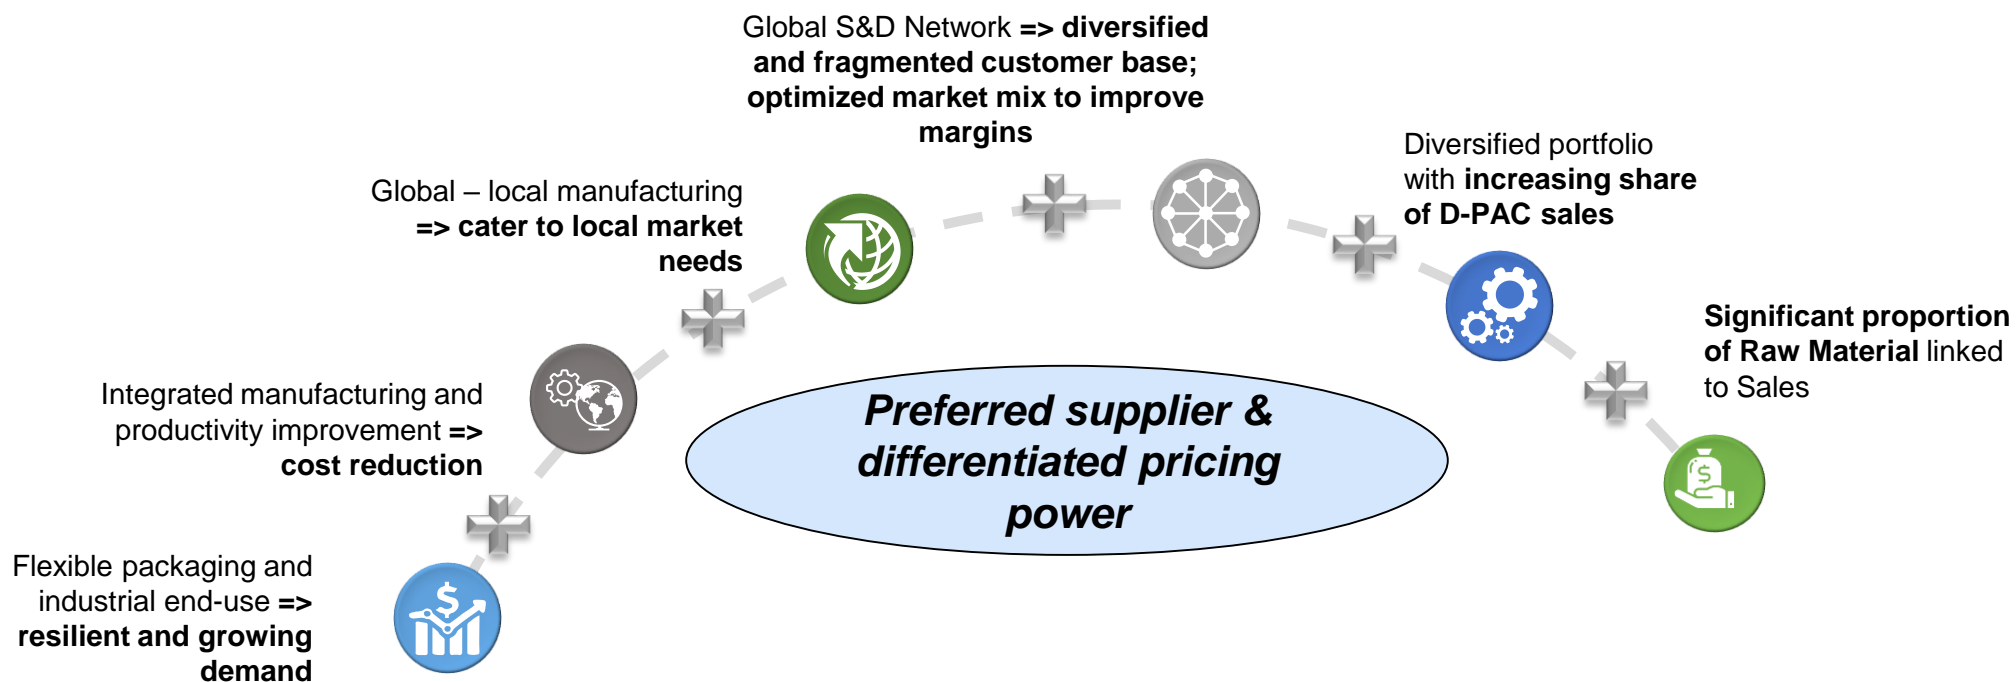 Global S&D Network => diversified
and fragmented customer base;
optimized market mix to improve
margins
Diversified portfolio
with increasing share
of D-PAC sales
Global – local manufacturing
=> cater to local market
needs
Significant proportion
of Raw Material linked
to Sales
Integrated manufacturing and
productivity improvement =>
cost reduction
Preferred supplier &
differentiated pricing
power
Flexible packaging and
industrial end-use =>
resilient and growing
demand
$
$